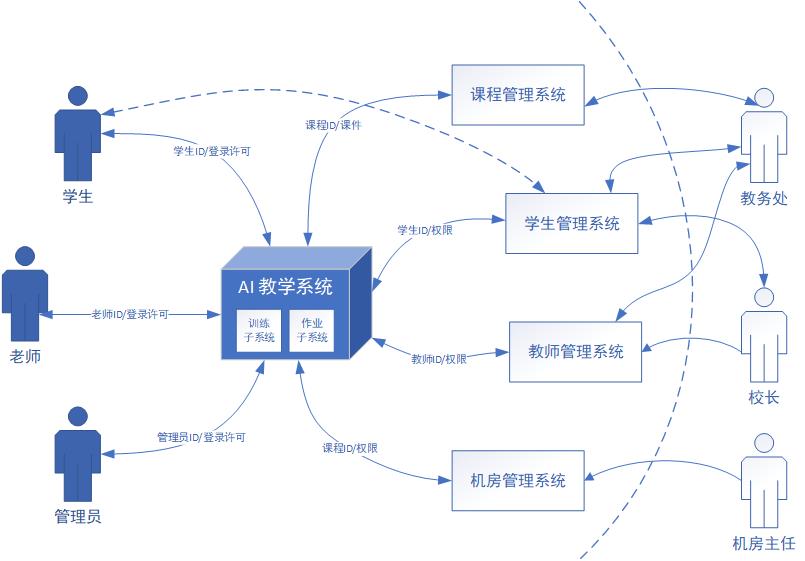 课程管理系统
课程ID/课件
学生ID/登录许可
学生
教务处
学生管理系统
学生ID/权限
AI 教学系统
训练
子系统
作业
子系统
老师ID/登录许可
老师
教师管理系统
教师ID/权限
校长
管理员ID/登录许可
课程ID/权限
机房管理系统
管理员
机房主任